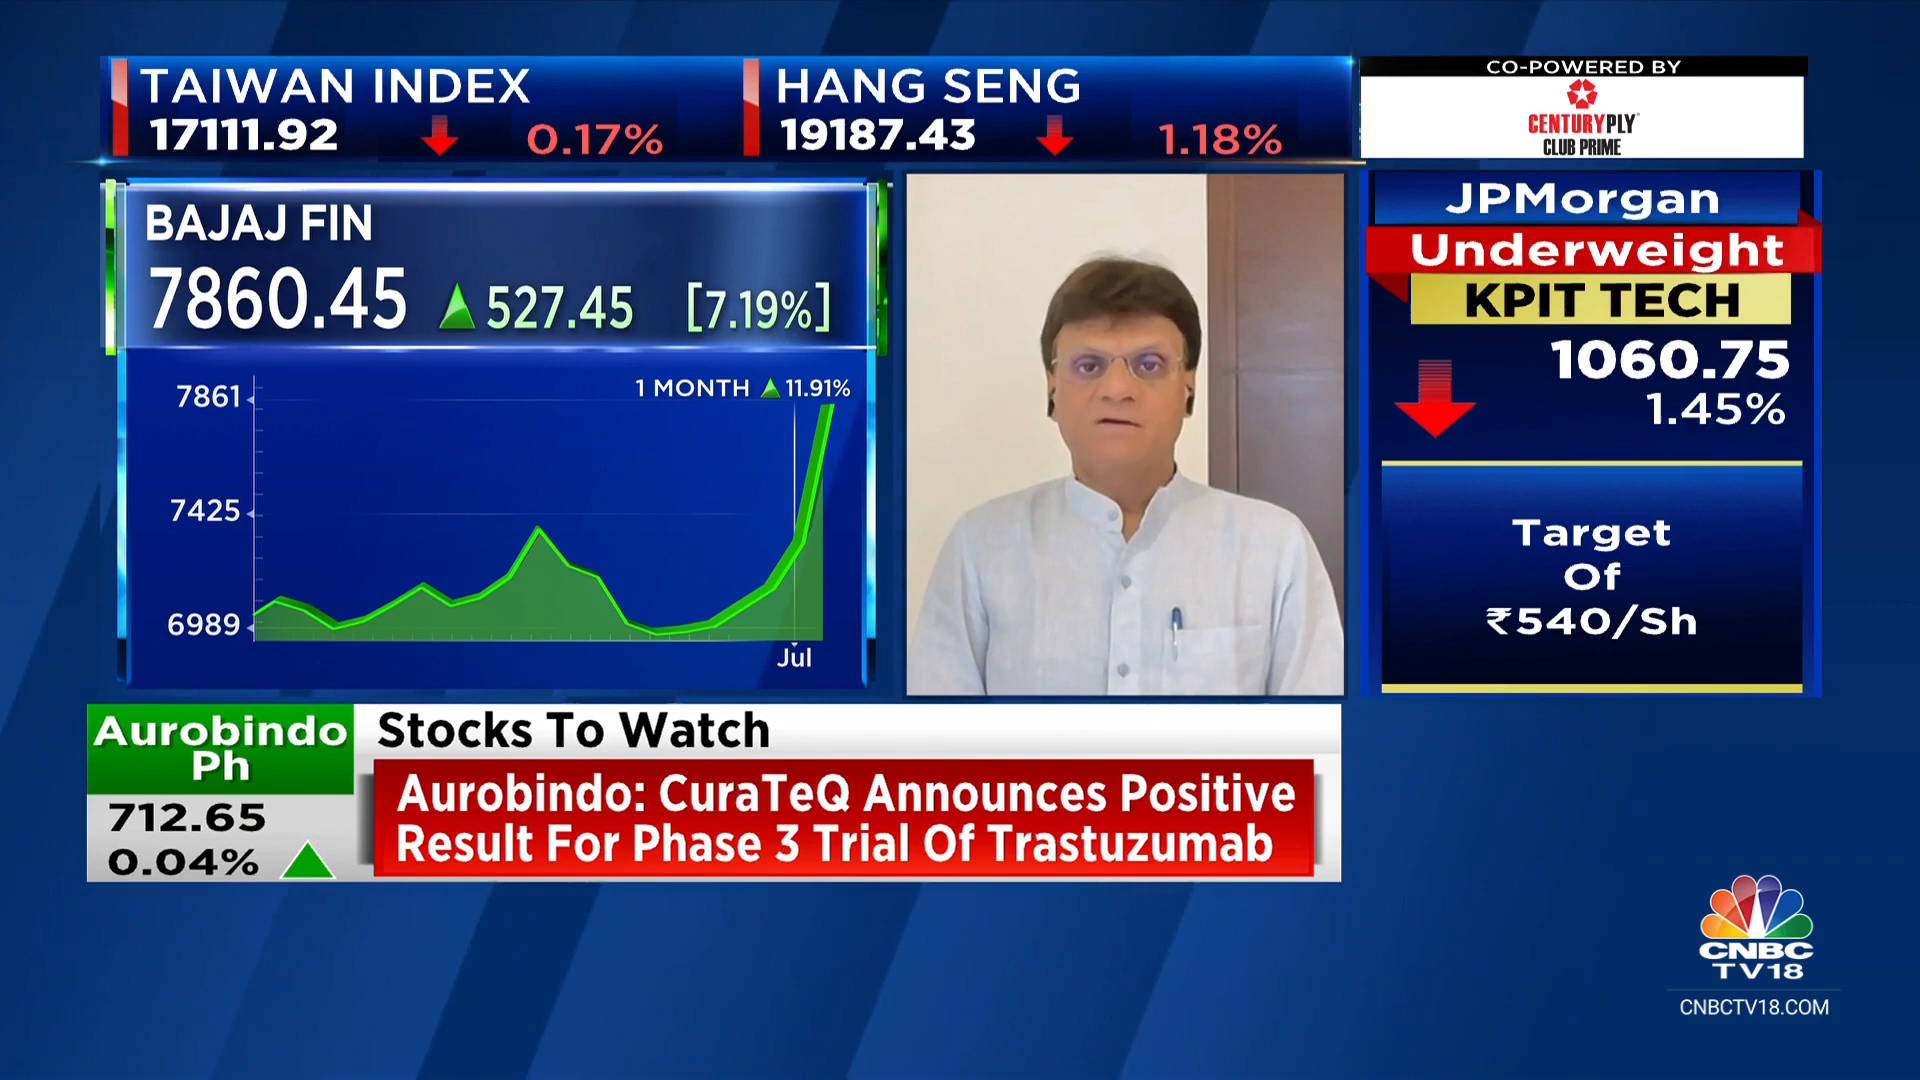 TAIWAN INDEX
17111.92 0.17%
HANG SENG
19187.43 1.18%
CO-POWERED BY
CENTURYPLY
CLUB PRIME
BAJAJ FIN
7860.45 527.45 [7.19%]
1 MONTH 11.91%
7861
7425
6989
Jul
JPMorgan
Underweight
KPIT TECH
1060.75
1.45%
Target
Of
₹540/Sh
Aurobindo
Ph
712.65
0.04%
Stocks To Watch
Aurobindo: CuraTeQ Announces Positive
Result For Phase 3 Trial Of Trastuzumab
CNBC
TV18
CNBCTV18.COM